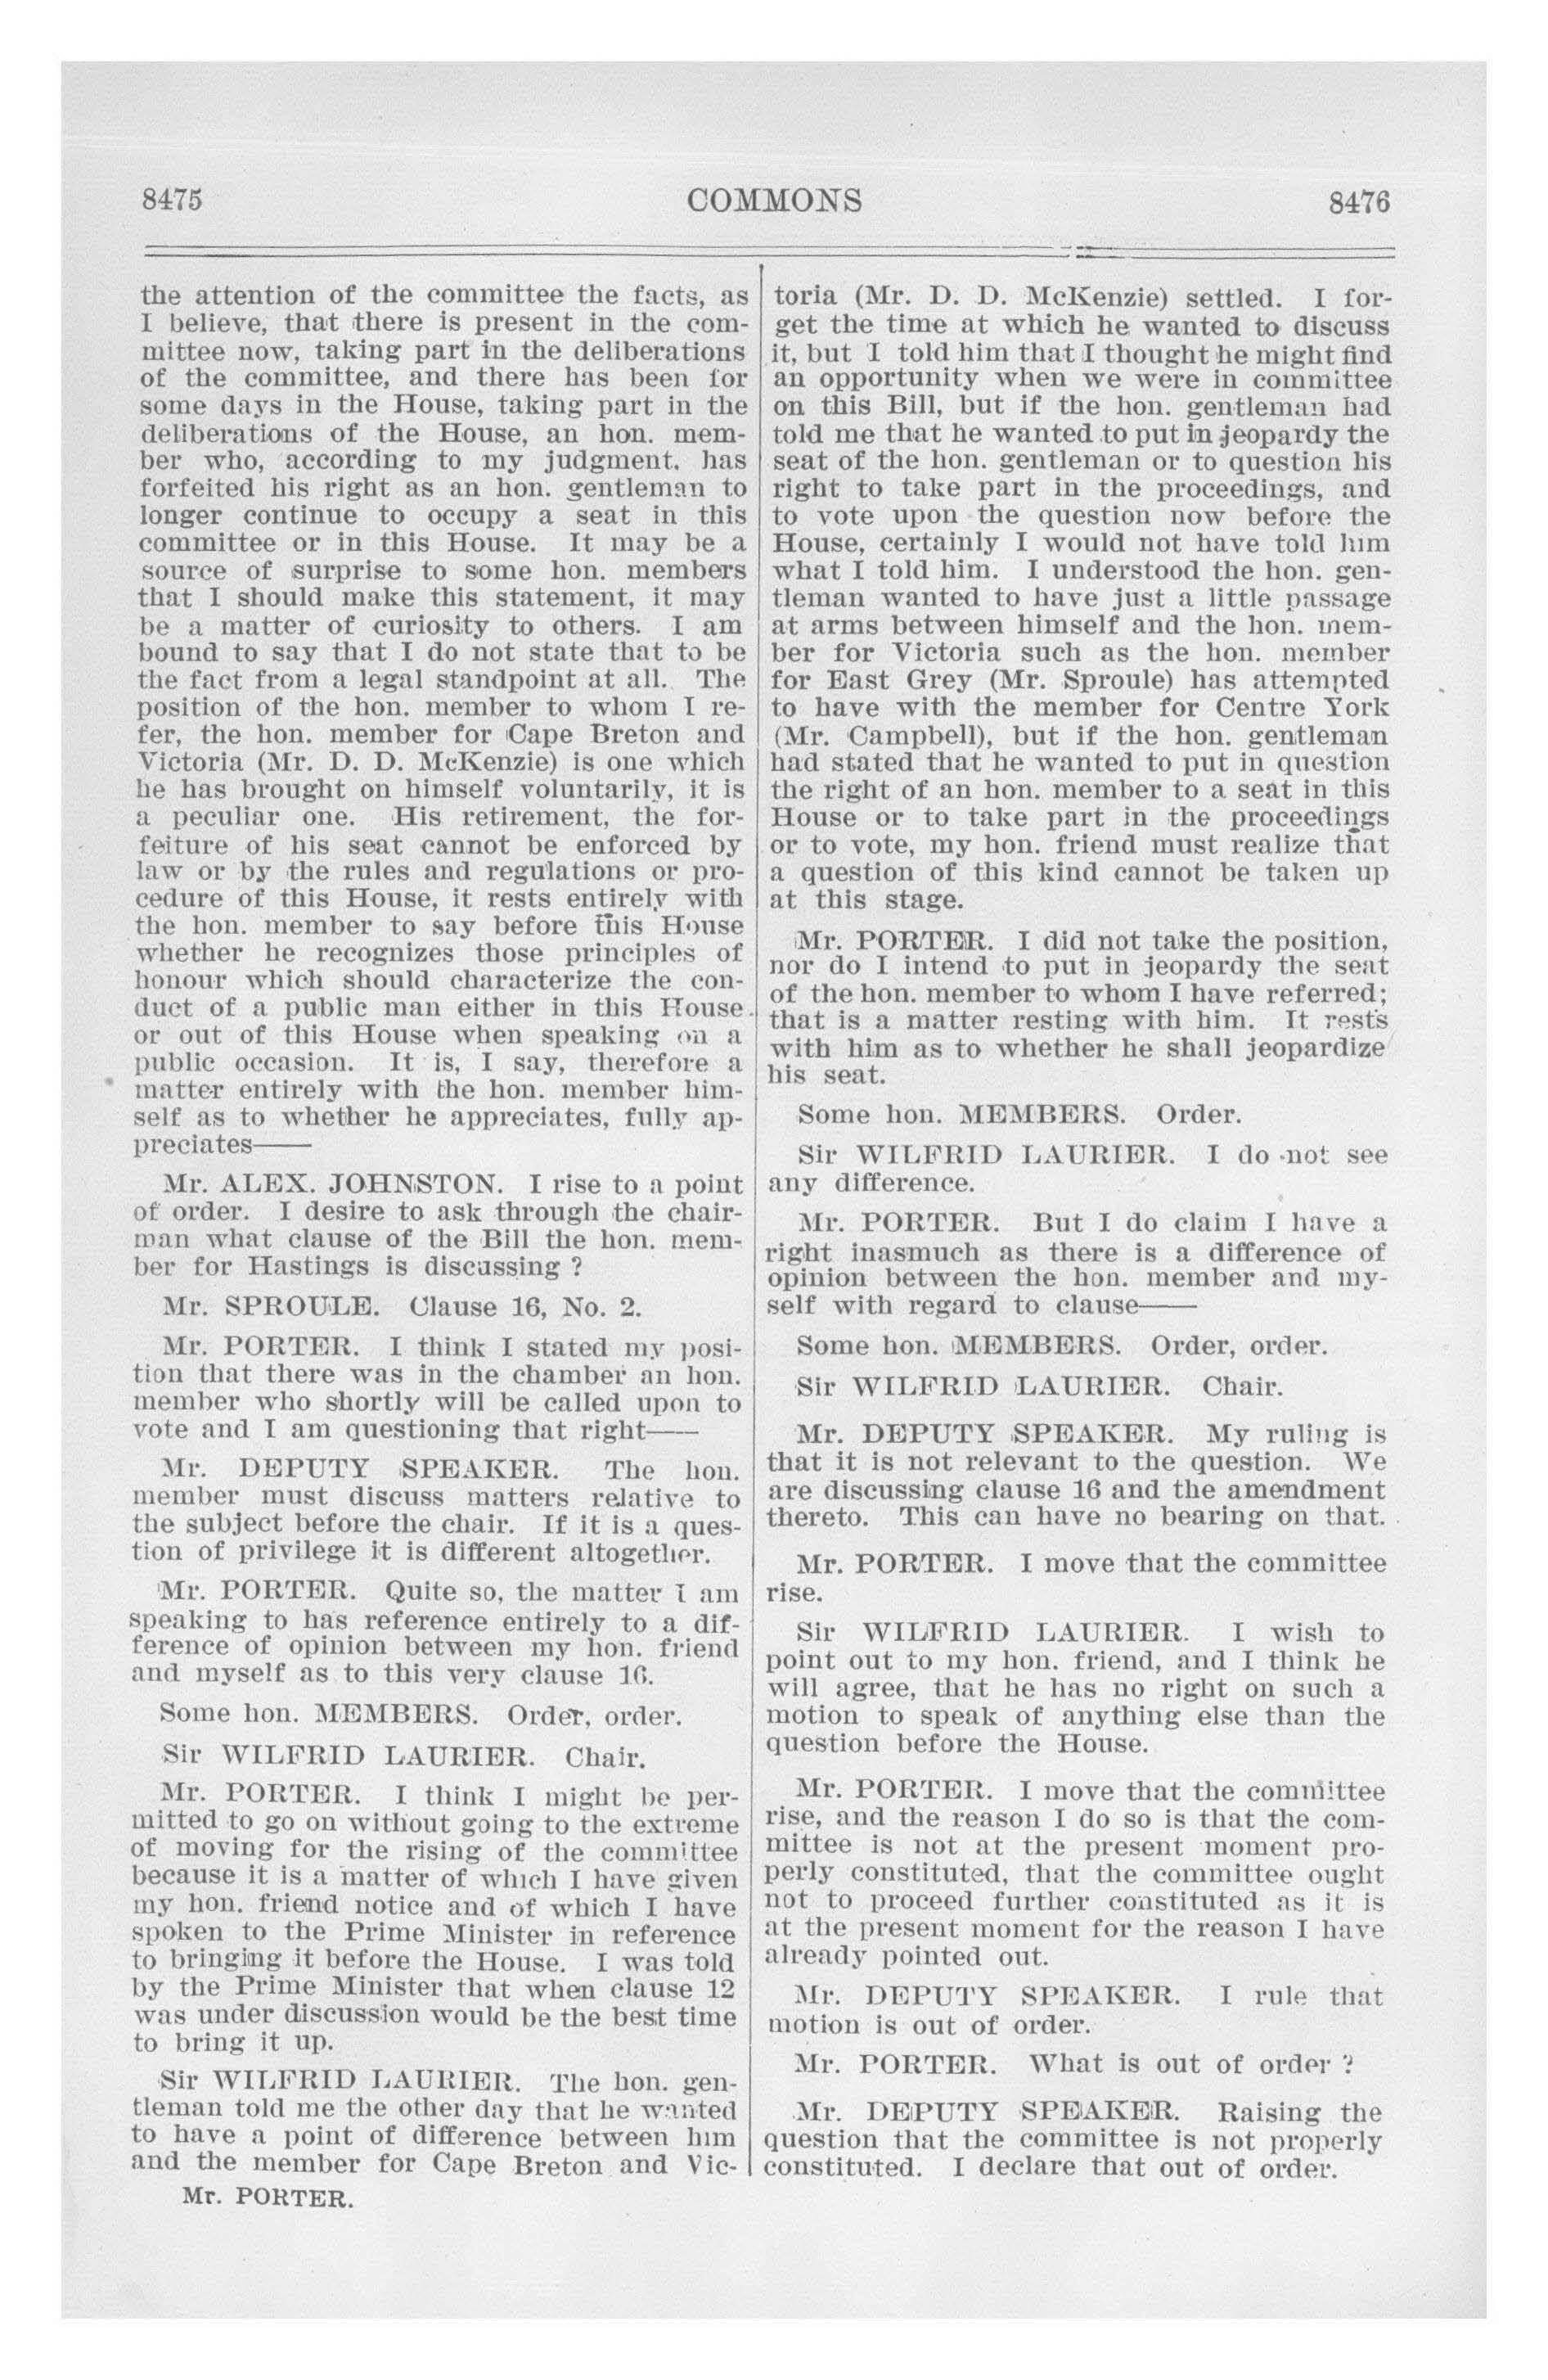 8475
COMMONS
8476
the attention of the committee the facts, as
I believe, that there is present in the com-
mittee now, taking part in the deliberations
of the committee, and there has been for
some days in the House, taking part in the
deliberations of the House, an hon. mem-
ber who, according to my judgment, has
forfeited his right as an hon. gentleman to
longer continue to occupy a seat in this
committee or in this House. It may be a
source of surprise to some hon. members
that I should make this statement, it may
be a matter of curiosity to others. I am
bound to say that I do not state that to be
the fact from a legal standpoint at all. The
position of the hon. member to whom I re-
fer, the hon. member for Cape Breton and
Victoria (Mr. D. D. McKenzie) is one which
he has brought on himself voluntarily, it is
a peculiar one. His retirement, the for-
feiture of his seat cannot be enforced by
law or by the rules and regulations or pro-
cedure of this House, it rests entirely with
the hon. member to say before this House
whether he recognizes those principles of
honour which should characterize the con-
duct of a public man either in this House
or out of this House when speaking on a
public occasion. It is, I say, therefore a
matter entirely with the hon. member him-
self as to whether he appreciates, fully ap-
preciates——
Mr. ALEX. JOHNSTON. I rise to a point
of order. I desire to ask through the chair-
man what clause of the Bill the hon. mem-
ber for Hastings is discussing ?
Mr. SPROULE. Clause 16, No. 2.
Mr. PORTER. I think I stated my posi-
tion that there was in the chamber an hon.
member who shortly will be called upon to
vote and I am questioning that right——
Mr. DEPUTY SPEAKER. The hon.
member must discuss matters relative to
the subject before the chair. If it is a ques-
tion of privilege it is different altogether.
Mr. PORTER. Quite so, the matter I am
speaking to has reference entirely to a dif-
ference of opinion between my hon. friend
and myself as to this very clause 16.
Some hon. MEMBERS. Order, order.
Sir WILFRID LAURIER. Chair.
Mr. PORTER. I think I might be per-
mitted to go on without going to the extreme
of moving for the rising of the committee
because it is a matter of which I have given
my hon. friend notice and of which I have
spoken to the Prime Minister in reference
to bringing it before the House. I was told
by the Prime Minister that when clause 12
was under discussion would be the best time
to bring it up.
Sir WILFRID LAURIER. The hon. gen-
tleman told me the other day that he wanted
to have a point of difference between him
and the member for Cape Breton and Vic-
Mr. PORTER.
toria (Mr. D. D. McKenzie) settled. I for-
get the time at which he wanted to discuss
it, but I told him that I thought he might find
an opportunity when we were in committee
on this Bill, but if the hon. gentleman had
told me that he wanted to put in jeopardy the
seat of the hon. gentleman or to question his
right to take part in the proceedings, and
to vote upon the question now before the
House, certainly I would not have told him
what I told him. I understood the hon. gen-
tleman wanted to have just a little passage
at arms between himself and the hon. mem-
ber for Victoria such as the hon. member
for East Grey (Mr. Sproule) has attempted
to have with the member for Centre York
(Mr. Campbell), but if the hon. gentleman
had stated that he wanted to put in question
the right of an hon. member to a seat in this
House or to take part in the proceedings
or to vote, my hon. friend must realize that
a question of this kind cannot be taken up
at this stage.
Mr. PORTER. I did not take the position,
nor do I intend to put in jeopardy the seat
of the hon. member to whom I have referred;
that is a matter resting with him. It rests
with him as to whether he shall jeopardize
his seat.
Some hon. MEMBERS. Order.
Sir WILFRID LAURIER. I do not see
any difference.
Mr. PORTER. But I do claim I have a
right inasmuch as there is a difference of
opinion between the hon. member and my-
self with regard to clause——
Some hon. MEMBERS. Order, order.
Sir WILFRID LAURIER. Chair.
Mr. DEPUTY SPEAKER. My ruling is
that it is not relevant to the question. We
are discussing clause 16 and the amendment
thereto. This can have no bearing on that.
Mr. PORTER. I move that the committee
rise.
Sir WILFRID LAURIER. I wish to
point out to my hon. friend, and I think he
will agree, that he has no right on such a
motion to speak of anything else than the
question before the House.
Mr. PORTER. I move that the committee
rise, and the reason I do so is that the com-
mittee is not at the present moment pro-
perly constituted, that the committee ought
not to proceed further constituted as it is
at the present moment for the reason I have
already pointed out.
Mr. DEPUTY SPEAKER. I rule that
motion is out of order.
Mr. PORTER. What is out of order ?
Mr. DEPUTY SPEAKER. Raising the
question that the committee is not properly
constituted. I declare that out of order.